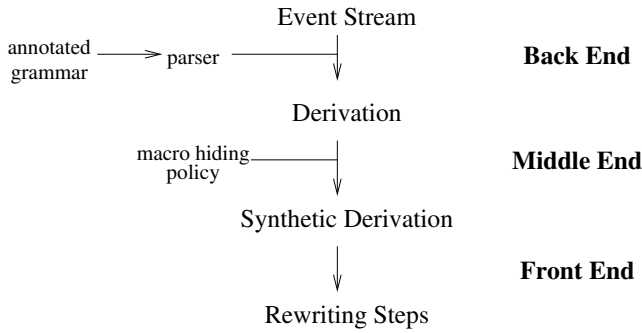 Event Stream
annotated
grammar
parser
Back End
Derivation
macro hiding
policy
Middle End
Synthetic Derivation
Front End
Rewriting Steps